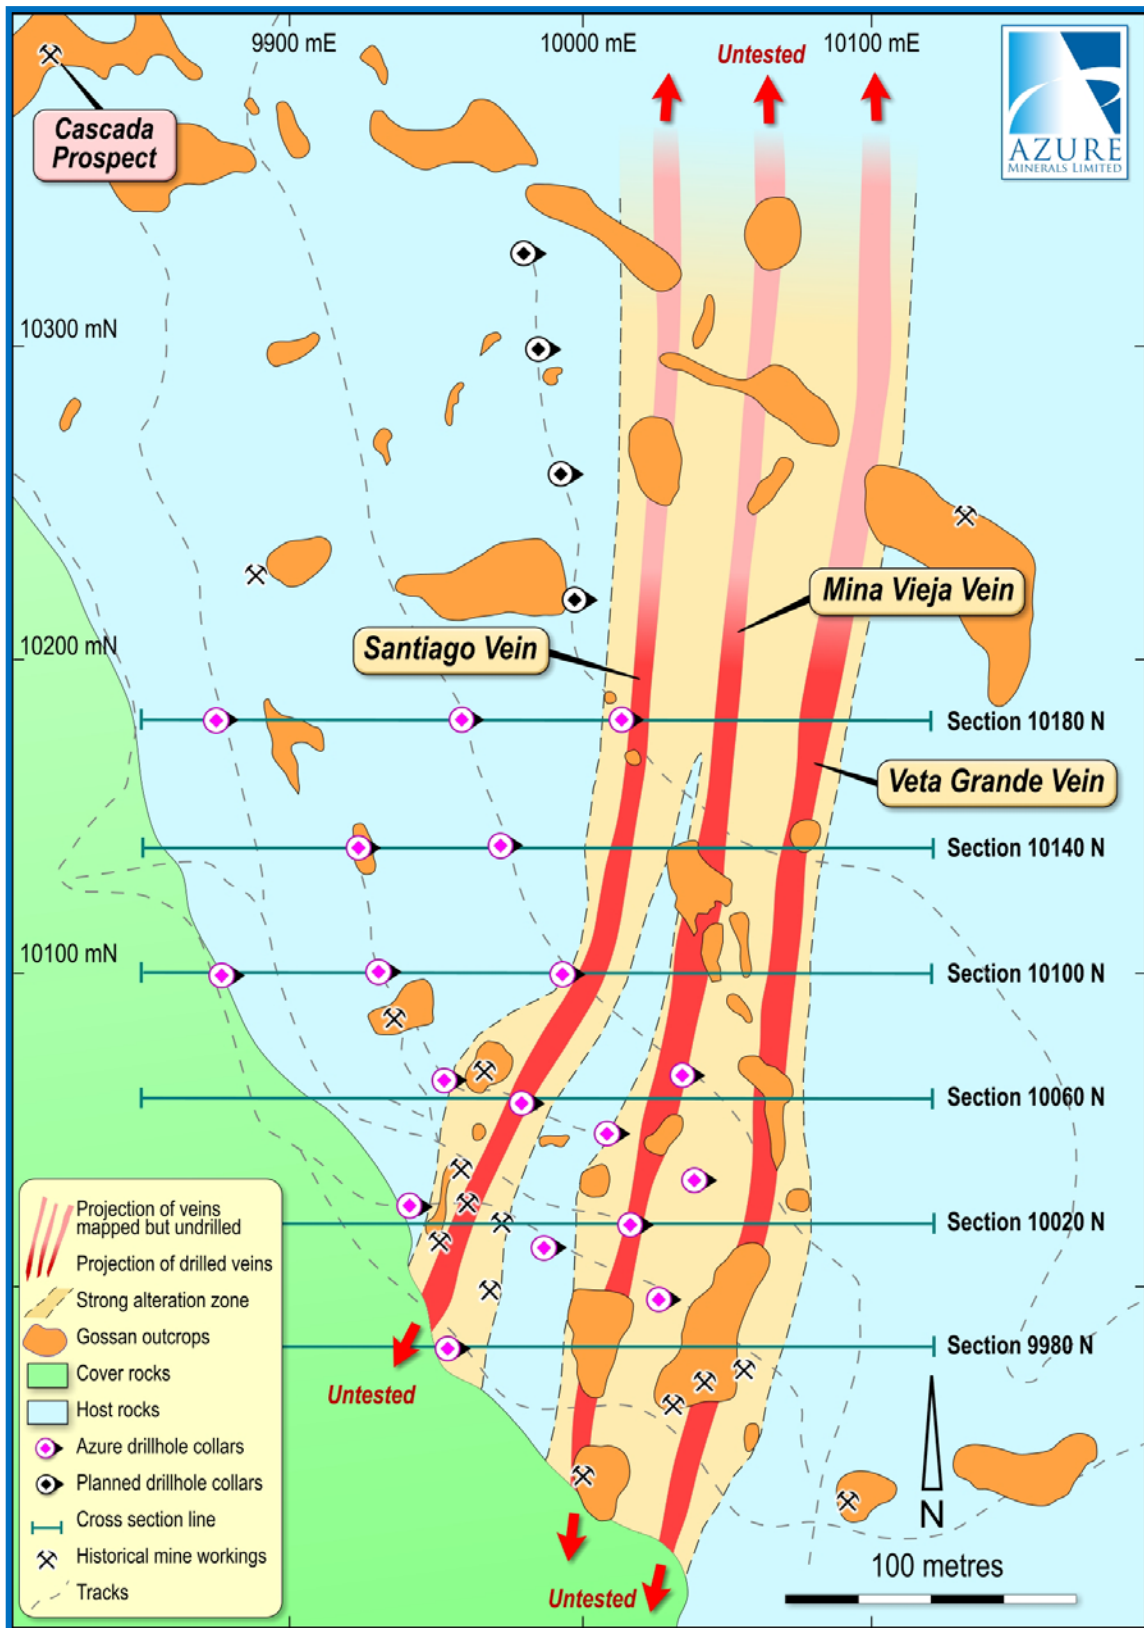 9900 mE
10000 mE
10100 mE
Untested
AZURE
MINERALS LIMITED
Cascada
Prospect
10300 mN
Mina Vieja Vein
Santiago Vein
10200 mN
Section 10180 N
Veta Grande Vein
Section 10140 N
10100 mN
Section 10100 N
Section 10060 N
Section 10020 N
Section 9980 N
Projection of veins
mapped but undrilled
Projection of drilled veins
Strong alteration zone
Gossan outcrops
Cover rocks
Host rocks
Azure drillhole collars
Planned drillhole collars
Cross section line
Historical mine workings
Tracks
Untested
N
100 metres
Untested